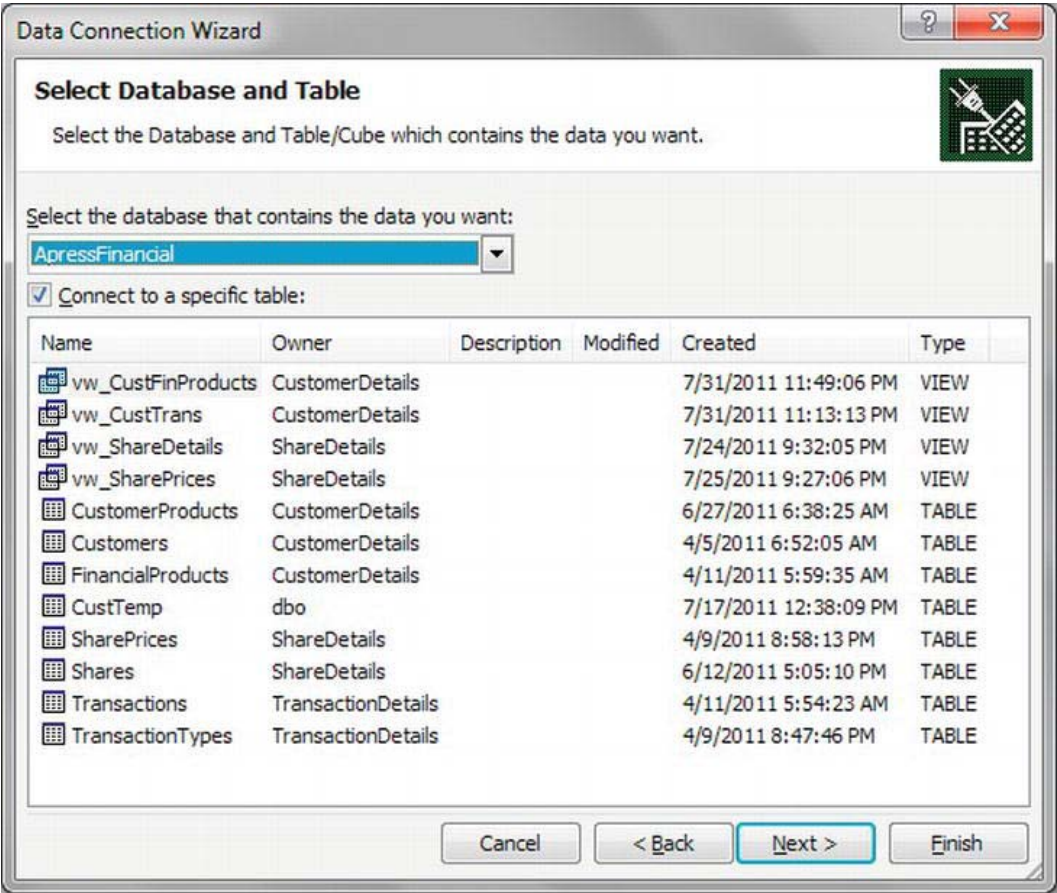 Data Connection Wizard
Select Database and Table
Select the Database and Table/Cube which contains the data you want.
Select the database that contains the data you want:
ApressFinancial
Connect to a specific table:
Name Owner Description Modified Created Type
vw_CustFinProducts CustomerDetails 7/31/2011 11:49:06 PM VIEW
vw_CustTrans CustomerDetails 7/31/2011 11:13:13 PM VIEW
vw_ShareDetails ShareDetails 7/24/2011 9:32:05 PM VIEW
vw_SharePrices ShareDetails 7/25/2011 9:27:06 PM VIEW
CustomerProducts CustomerDetails 6/27/2011 6:38:25 AM TABLE
Customers CustomerDetails 4/5/2011 6:52:05 AM TABLE
FinancialProducts CustomerDetails 4/11/2011 5:59:35 AM TABLE
CustTemp dbo 7/17/2011 12:38:09 PM TABLE
SharePrices ShareDetails 4/9/2011 8:58:13 PM TABLE
Shares ShareDetails 6/12/2011 5:05:10 PM TABLE
Transactions TransactionDetails 4/11/2011 5:54:23 AM TABLE
TransactionTypes TransactionDetails 4/9/2011 8:47:46 PM TABLE
Cancel < Back Next > Finish